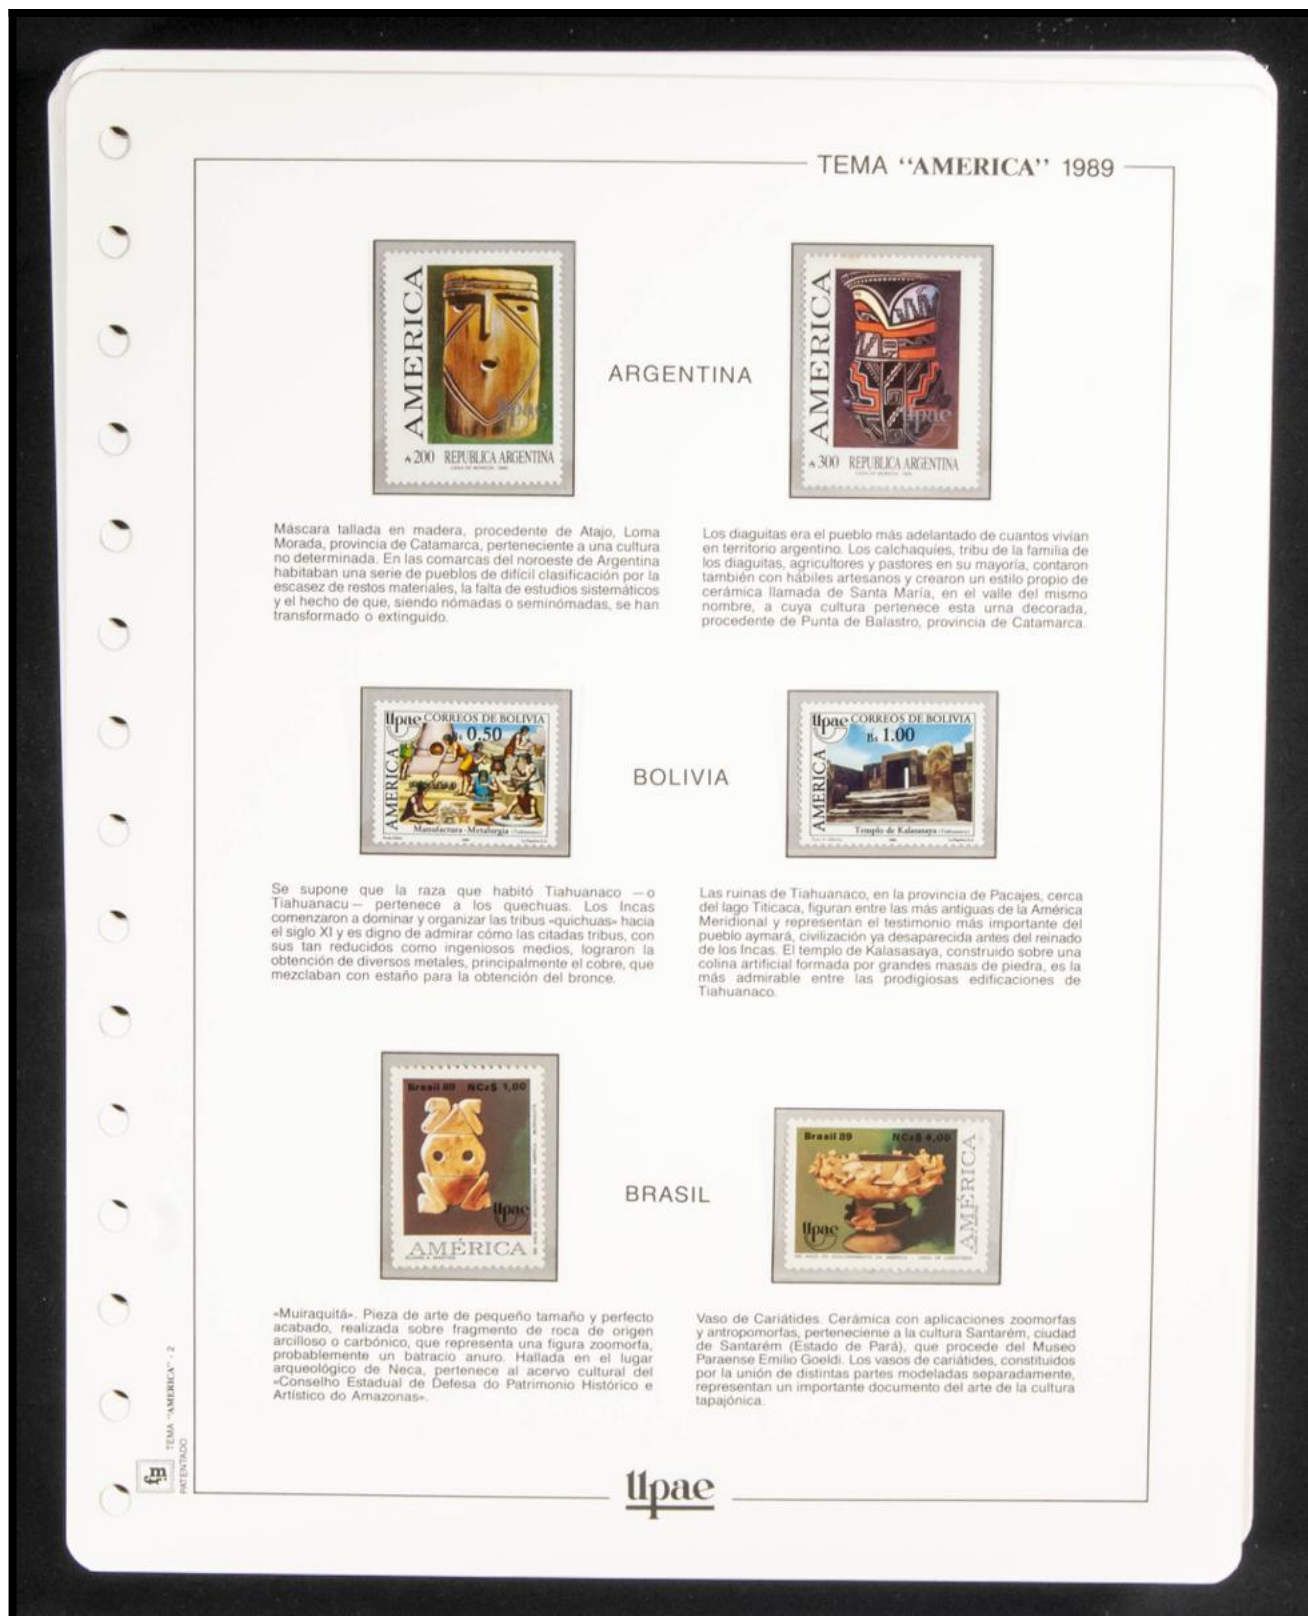 TEMA “AMERICA” 1989
AMERICA
upae
₳200 REPUBLICA ARGENTINA
ARGENTINA
AMERICA
upae
₳300 REPUBLICA ARGENTINA
Máscara tallada en madera, procedente de Atajo, Loma
Morada, provincia de Catamarca, perteneciente a una cultura
no determinada. En las comarcas del noroeste de Argentina
habitaban una serie de pueblos de difícil clasificación por la
escasez de restos materiales, la falta de estudios sistemáticos
y el hecho de que, siendo nómadas o seminómadas, se han
transformado o extinguido.
Los diaguitas era el pueblo más adelantado de cuantos vivían
en territorio argentino. Los calchaquíes, tribu de la familia de
los diaguitas, agricultores y pastores en su mayoría, contaron
también con hábiles artesanos y crearon un estilo propio de
cerámica llamada de Santa María, en el valle del mismo
nombre, a cuya cultura pertenece esta urna decorada,
procedente de Punta de Balastro, provincia de Catamarca.
upae CORREOS DE BOLIVIA
Bs 0.50
AMERICA
Manufactura - Metalurgia (Tiahuanaco)
BOLIVIA
upae CORREOS DE BOLIVIA
Bs 1.00
AMERICA
Templo de Kalasasaya (Tiahuanaco)
Se supone que la raza que habitó Tiahuanaco —o
Tiahuanacu— pertenece a los quechuas. Los Incas
comenzaron a dominar y organizar las tribus «quichuas» hacia
el siglo XI y es digno de admirar cómo las citadas tribus, con
sus tan reducidos como ingeniosos medios, lograron la
obtención de diversos metales, principalmente el cobre, que
mezclaban con estaño para la obtención del bronce.
Las ruinas de Tiahuanaco, en la provincia de Pacajes, cerca
del lago Titicaca, figuran entre las más antiguas de la América
Meridional y representan el testimonio más importante del
pueblo aymará, civilización ya desaparecida antes del reinado
de los Incas. El templo de Kalasasaya, construido sobre una
colina artificial formada por grandes masas de piedra, es la
más admirable entre las prodigiosas edificaciones de
Tiahuanaco.
Brasil 89 NCz$ 1,00
upae
AMÉRICA
BRASIL
Brasil 89 NCz$ 4,00
upae
AMÉRICA
«Muiraquitá». Pieza de arte de pequeño tamaño y perfecto
acabado, realizada sobre fragmento de roca de origen
arcilloso o carbónico, que representa una figura zoomorfa,
probablemente un batracio anuro. Hallada en el lugar
arqueológico de Neca, pertenece al acervo cultural del
«Conselho Estadual de Defesa do Patrimonio Histórico e
Artístico do Amazonas».
Vaso de Cariátides. Cerámica con aplicaciones zoomorfas
y antropomorfas, perteneciente a la cultura Santarém, ciudad
de Santarém (Estado de Pará), que procede del Museo
Paraense Emilio Goeldi. Los vasos de cariátides, constituidos
por la unión de distintas partes modeladas separadamente,
representan un importante documento del arte de la cultura
tapajónica.
TEMA “AMERICA” - 2
PATENTADO
upae